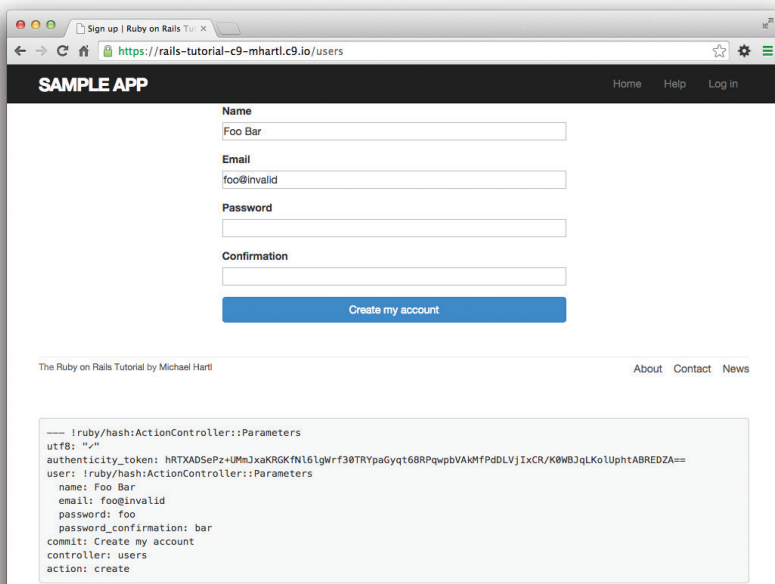 Sign up | Ruby on Rails Tut
https://rails-tutorial-c9-mhartl.c9.io/users
SAMPLE APP Home Help Log in
Name
Foo Bar
Email
foo@invalid
Password
Confirmation
Create my account
The Ruby on Rails Tutorial by Michael Hartl About Contact News
--- !ruby/hash:ActionController::Parameters
utf8: "✓"
authenticity_token: hRTXADSePz+UMmJxaKRGKfNl6lgWrf30TRYpaGyqt68RPqwpbVAkMfPdDLVjIxCR/K0WBJqLKolUphtABREDZA==
user: !ruby/hash:ActionController::Parameters
name: Foo Bar
email: foo@invalid
password: foo
password_confirmation: bar
commit: Create my account
controller: users
action: create